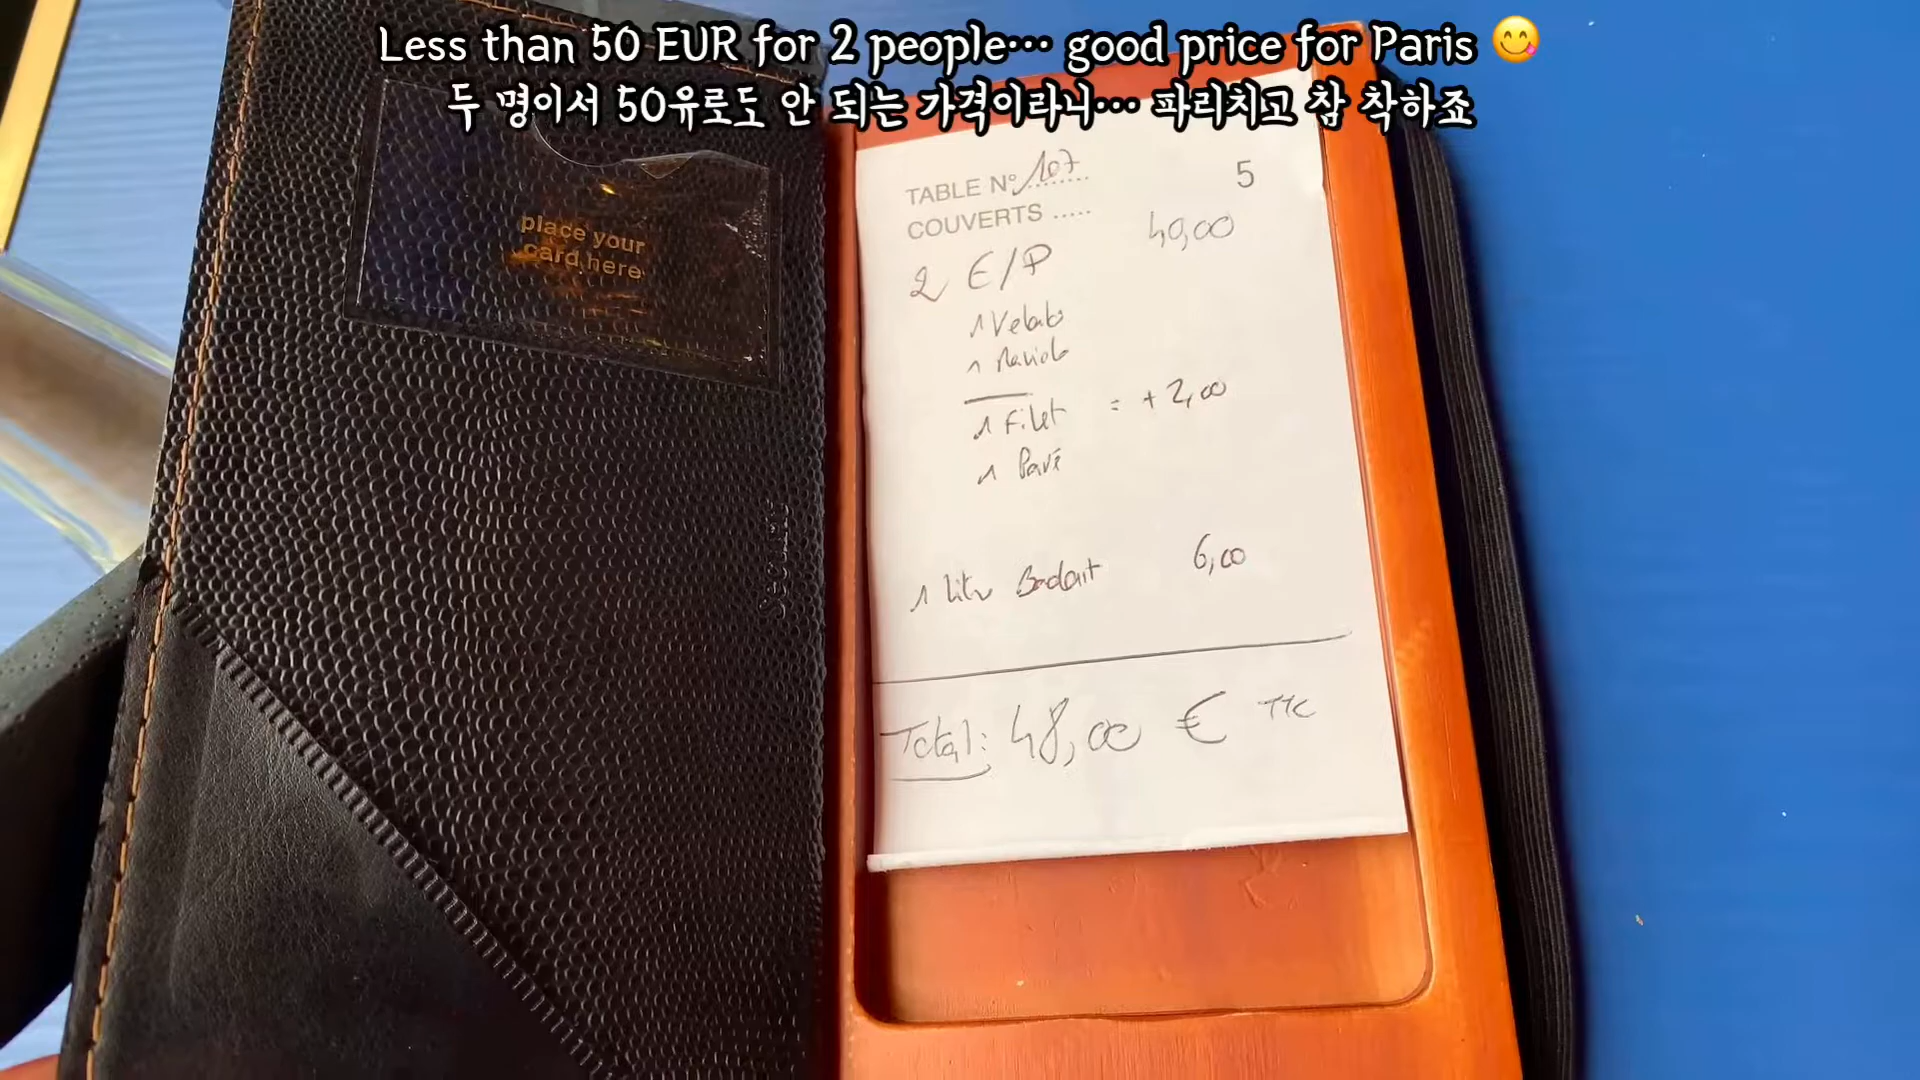 Less than 50 EUR for 2 people… good price for Paris 😋
두 명이서 50유로도 안 되는 가격이라니… 파리치고 참 착하죠
place your
card here
Security
TABLE N° 107
5
COUVERTS .....
40,00
2 E/P
1 Velouto
1 Raviole
1 Filet = + 2,00
1 Pavé
1 litre Badoit 6,00
Total: 48,00 € TTC